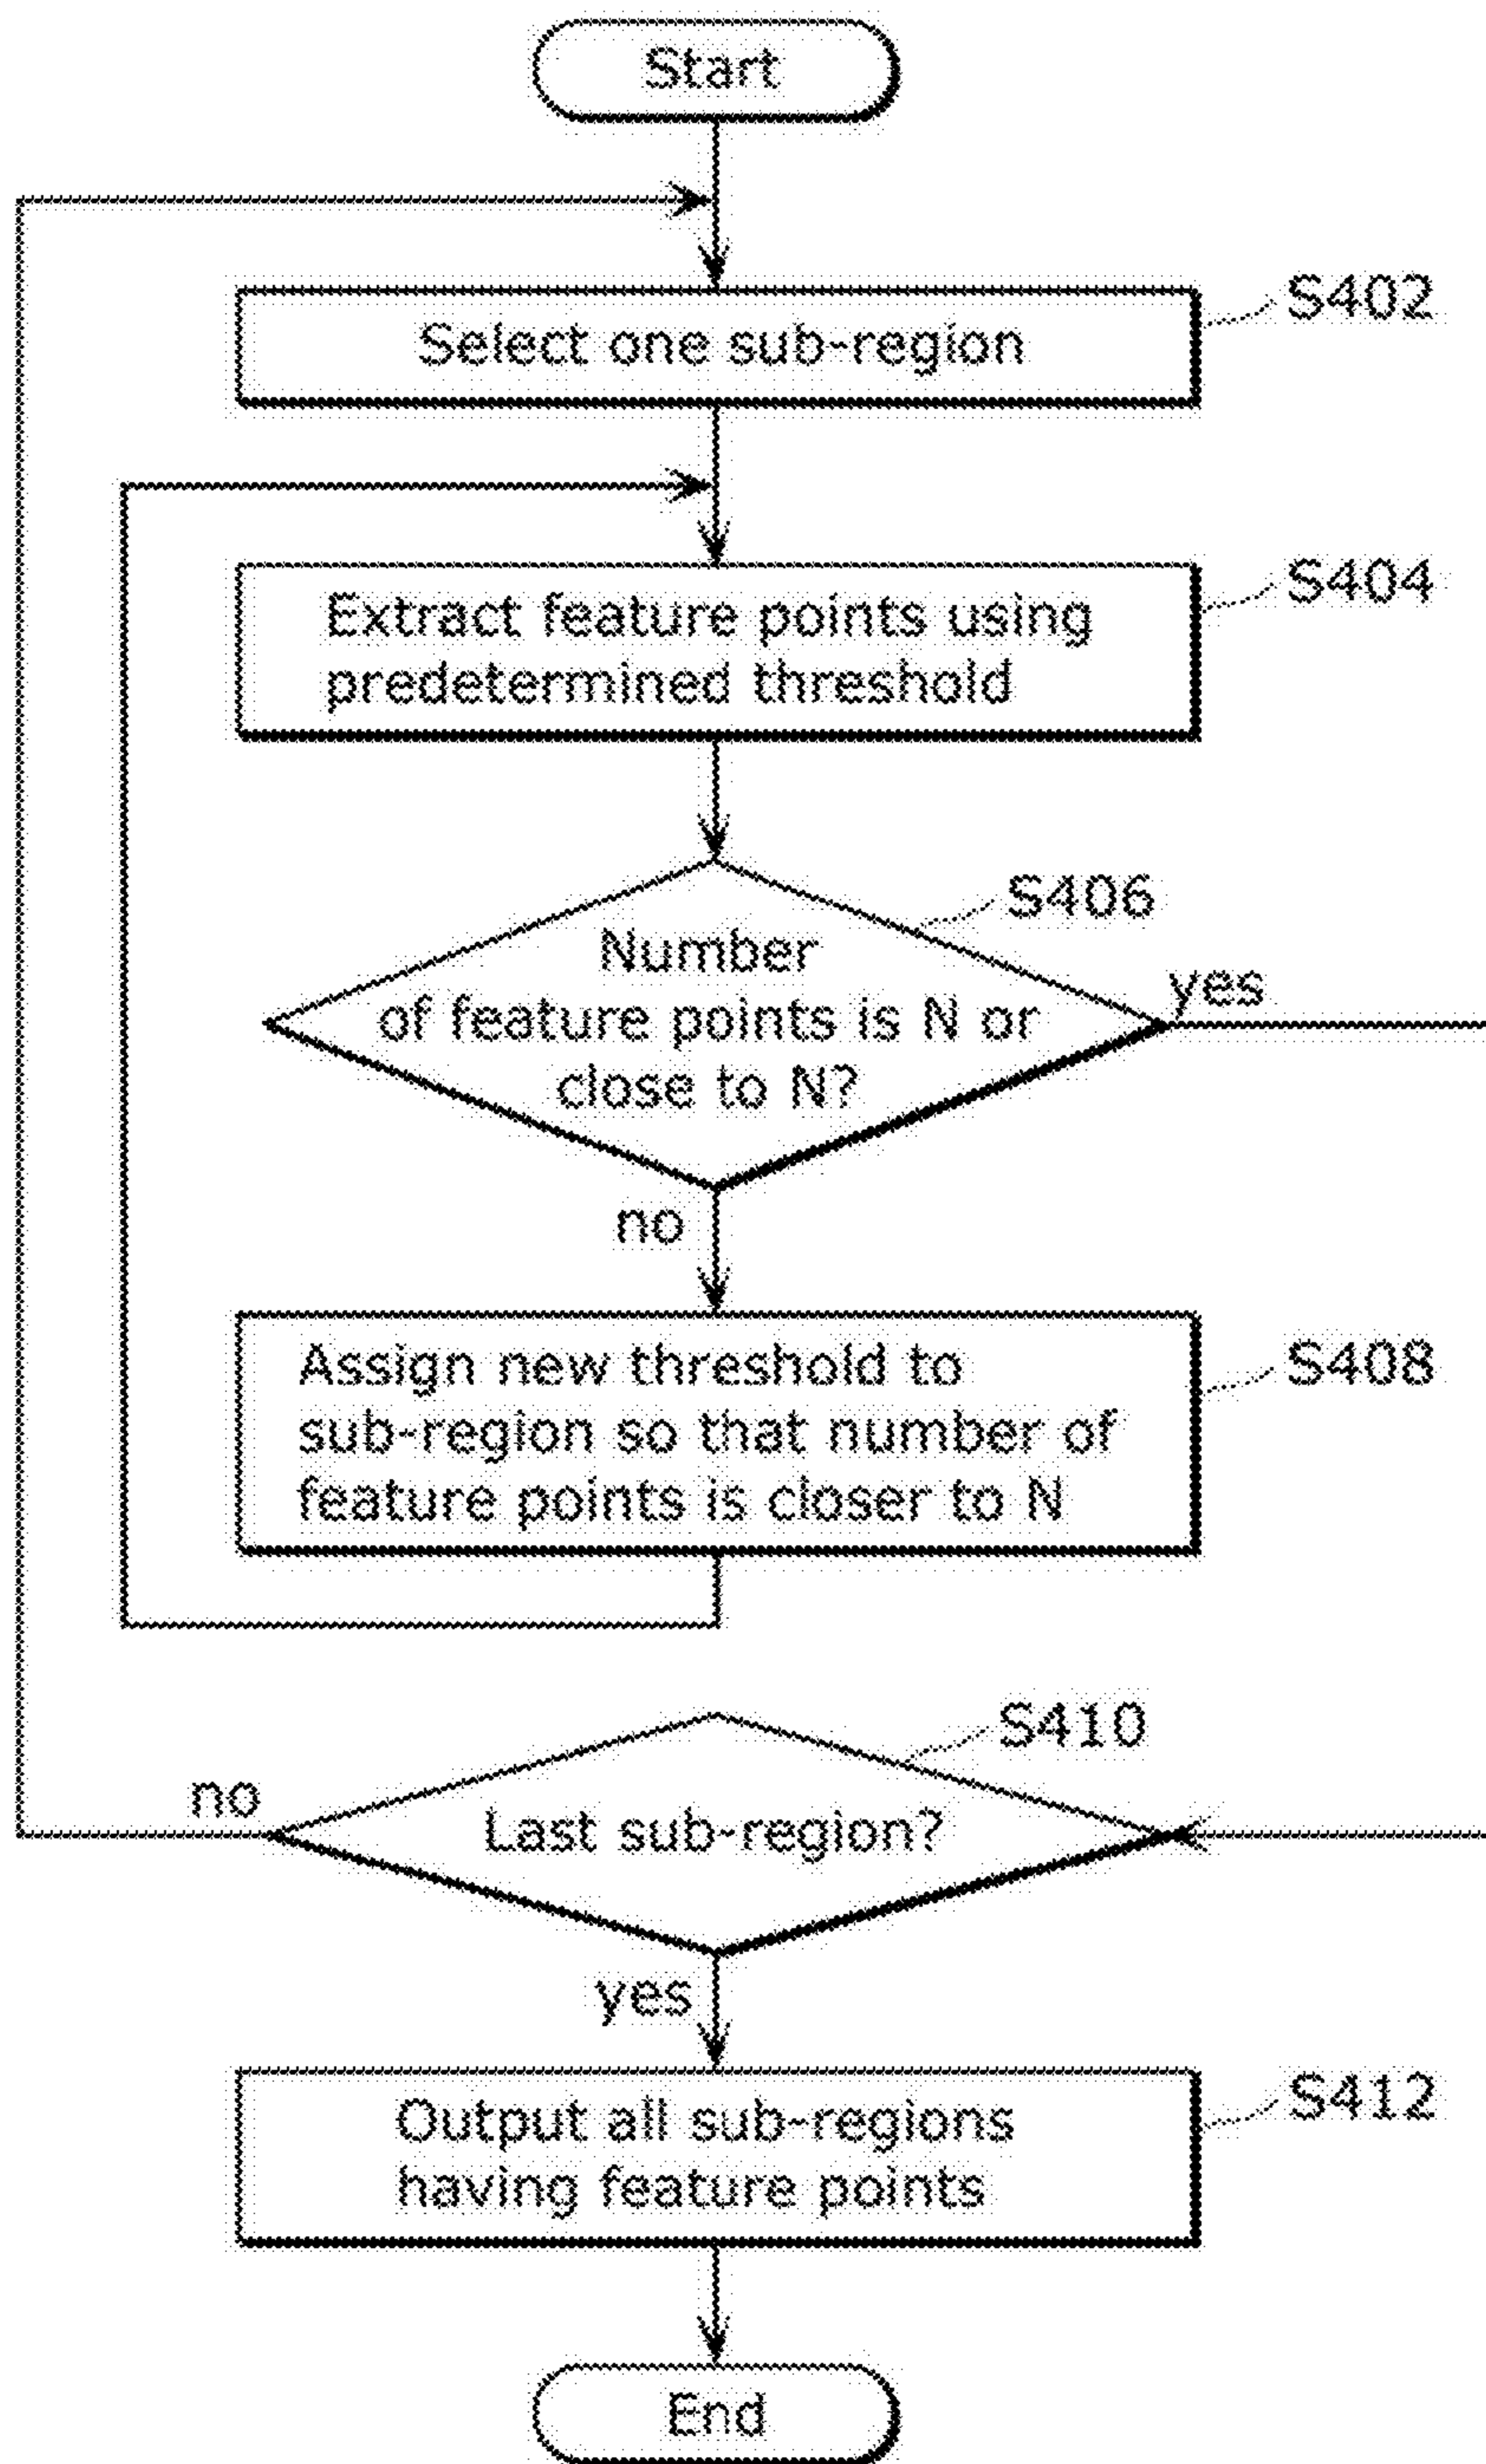 Start
Select one sub-region
S402
Extract feature points using
predetermined threshold
S404
S406
Number
of feature points is N or
close to N?
yes
no
Assign new threshold to
sub-region so that number of
feature points is closer to N
S408
S410
no
Last sub-region?
yes
Output all sub-regions
having feature points
S412
End